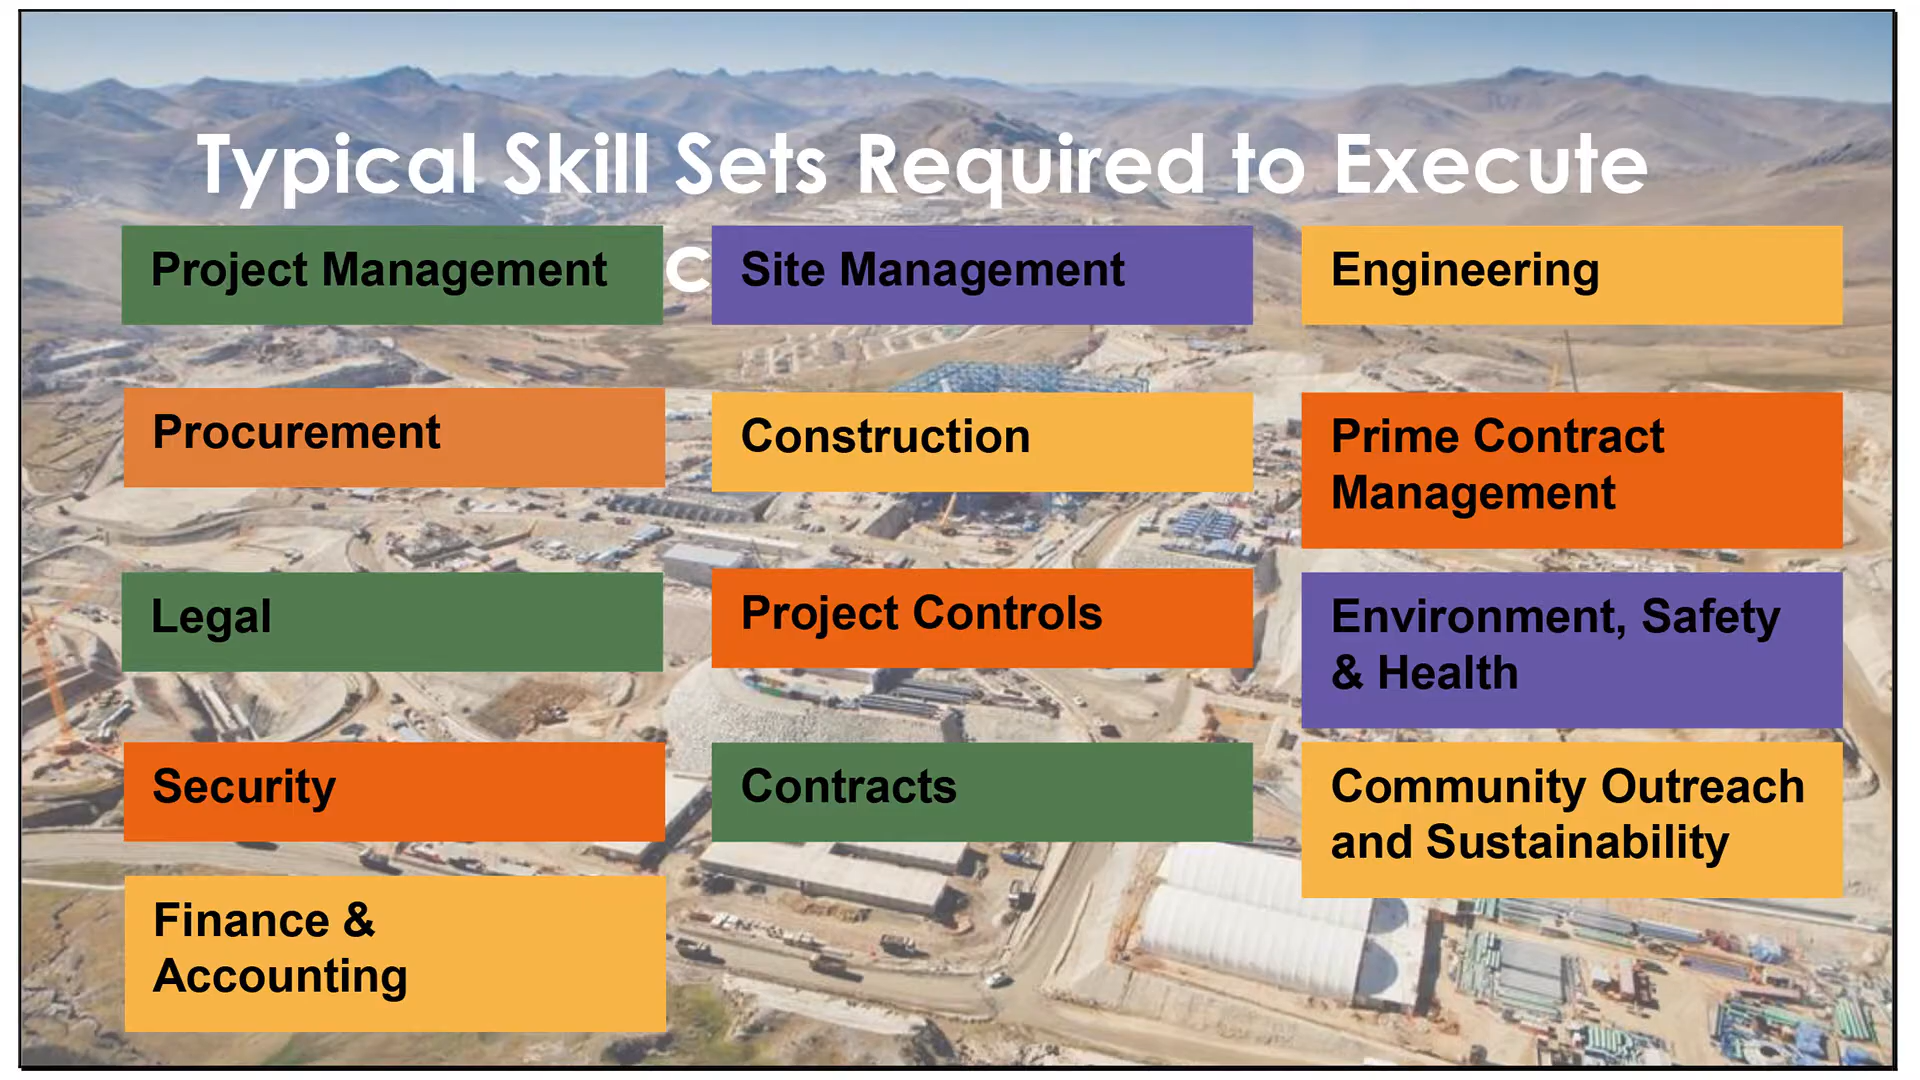 Typical Skill Sets Required to Execute
Project Management
Site Management
Engineering
Procurement
Construction
Prime Contract
Management
Legal
Project Controls
Environment, Safety
& Health
Security
Contracts
Community Outreach
and Sustainability
Finance &
Accounting